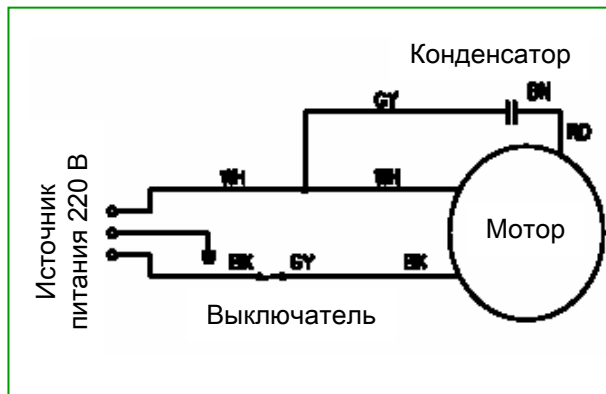 Конденсатор
BN
GY
RD
WH WH
Источник
питания 220 В
Мотор
BK GY BK
Выключатель